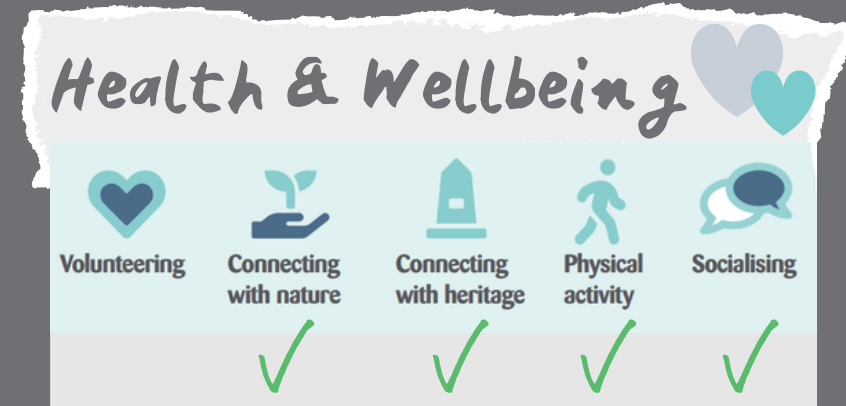 Health & Wellbeing
Volunteering
Connecting
with nature
Connecting
with heritage
Physical
activity
Socialising